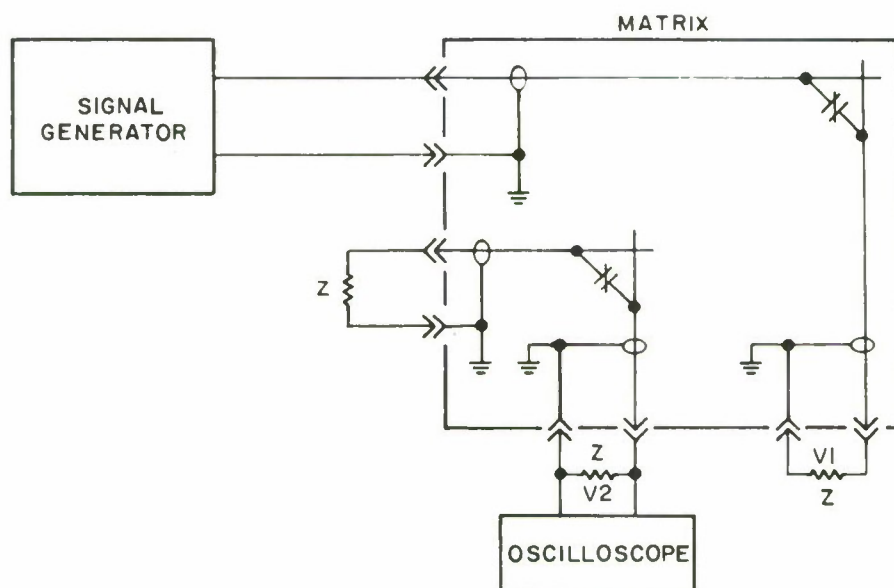 MATRIX
SIGNAL
GENERATOR
Z
Z
V2
V1
Z
OSCILLOSCOPE